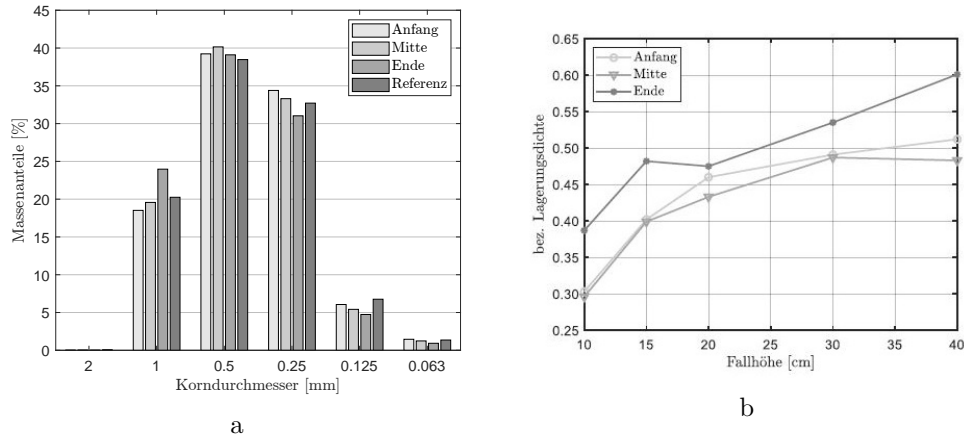 45
40
35
30
25
20
15
10
5
0
Massenanteile [%]
Anfang
Mitte
Ende
Referenz
2 1 0.5 0.25 0.125 0.063
Korndurchmesser [mm]
a
0.60
0.55
0.50
0.45
0.40
0.35
0.30
0.25
bez. Lagerungsdichte
Anfang
Mitte
Ende
10 15 20 25 30 35 40
Fallhöhe [cm]
b